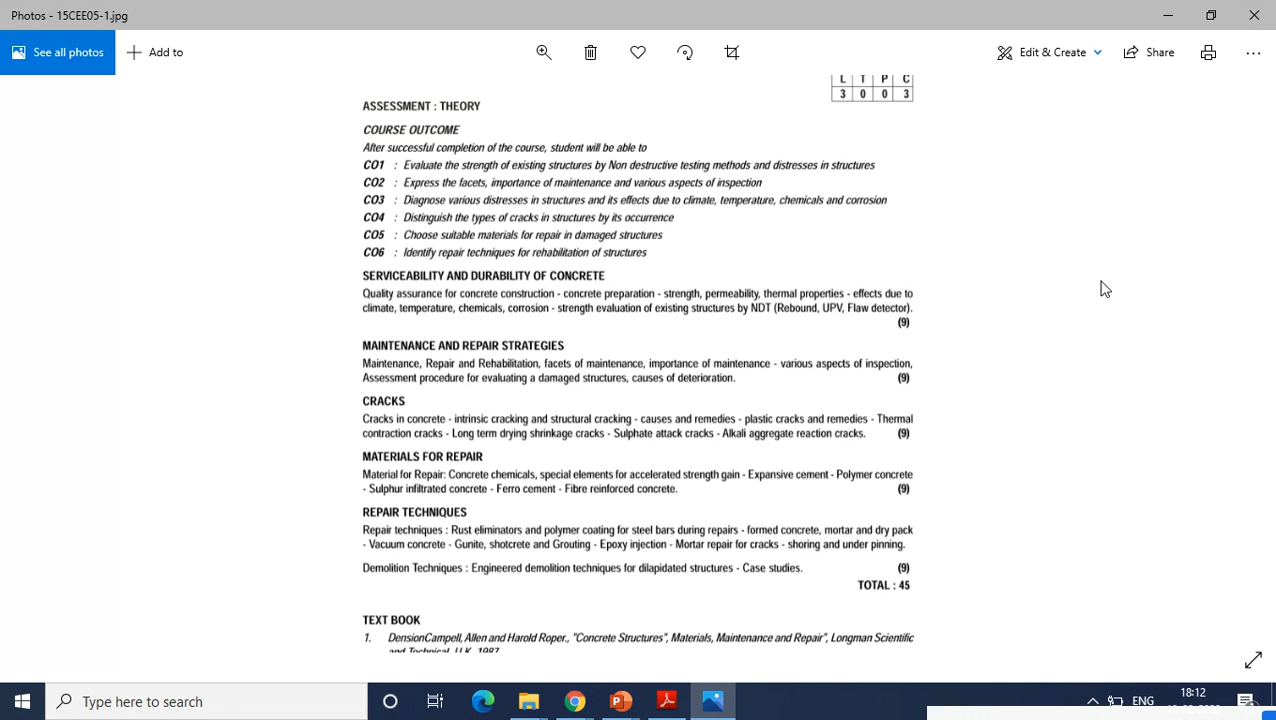 Photos - 15CEE05-1.jpg
See all photos
Add to
Edit & Create
Share
L T P C
3 0 0 3
ASSESSMENT : THEORY
COURSE OUTCOME
After successful completion of the course, student will be able to
CO1 : Evaluate the strength of existing structures by Non destructive testing methods and distresses in structures
CO2 : Express the facets, importance of maintenance and various aspects of inspection
CO3 : Diagnose various distresses in structures and its effects due to climate, temperature, chemicals and corrosion
CO4 : Distinguish the types of cracks in structures by its occurrence
CO5 : Choose suitable materials for repair in damaged structures
CO6 : Identify repair techniques for rehabilitation of structures
SERVICEABILITY AND DURABILITY OF CONCRETE
Quality assurance for concrete construction - concrete preparation - strength, permeability, thermal properties - effects due to
climate, temperature, chemicals, corrosion - strength evaluation of existing structures by NDT (Rebound, UPV, Flaw detector).
(9)
MAINTENANCE AND REPAIR STRATEGIES
Maintenance, Repair and Rehabilitation, facets of maintenance, importance of maintenance - various aspects of inspection,
Assessment procedure for evaluating a damaged structures, causes of deterioration. (9)
CRACKS
Cracks in concrete - intrinsic cracking and structural cracking - causes and remedies - plastic cracks and remedies - Thermal
contraction cracks - Long term drying shrinkage cracks - Sulphate attack cracks - Alkali aggregate reaction cracks. (9)
MATERIALS FOR REPAIR
Material for Repair: Concrete chemicals, special elements for accelerated strength gain - Expansive cement - Polymer concrete
- Sulphur infiltrated concrete - Ferro cement - Fibre reinforced concrete. (9)
REPAIR TECHNIQUES
Repair techniques : Rust eliminators and polymer coating for steel bars during repairs - formed concrete, mortar and dry pack
- Vacuum concrete - Gunite, shotcrete and Grouting - Epoxy injection - Mortar repair for cracks - shoring and under pinning.
Demolition Techniques : Engineered demolition techniques for dilapidated structures - Case studies. (9)
TOTAL : 45
TEXT BOOK
1. DensionCampell, Allen and Harold Roper., "Concrete Structures", Materials, Maintenance and Repair", Longman Scientific
and Technical, U.K. 1987
Type here to search
ENG
18:12